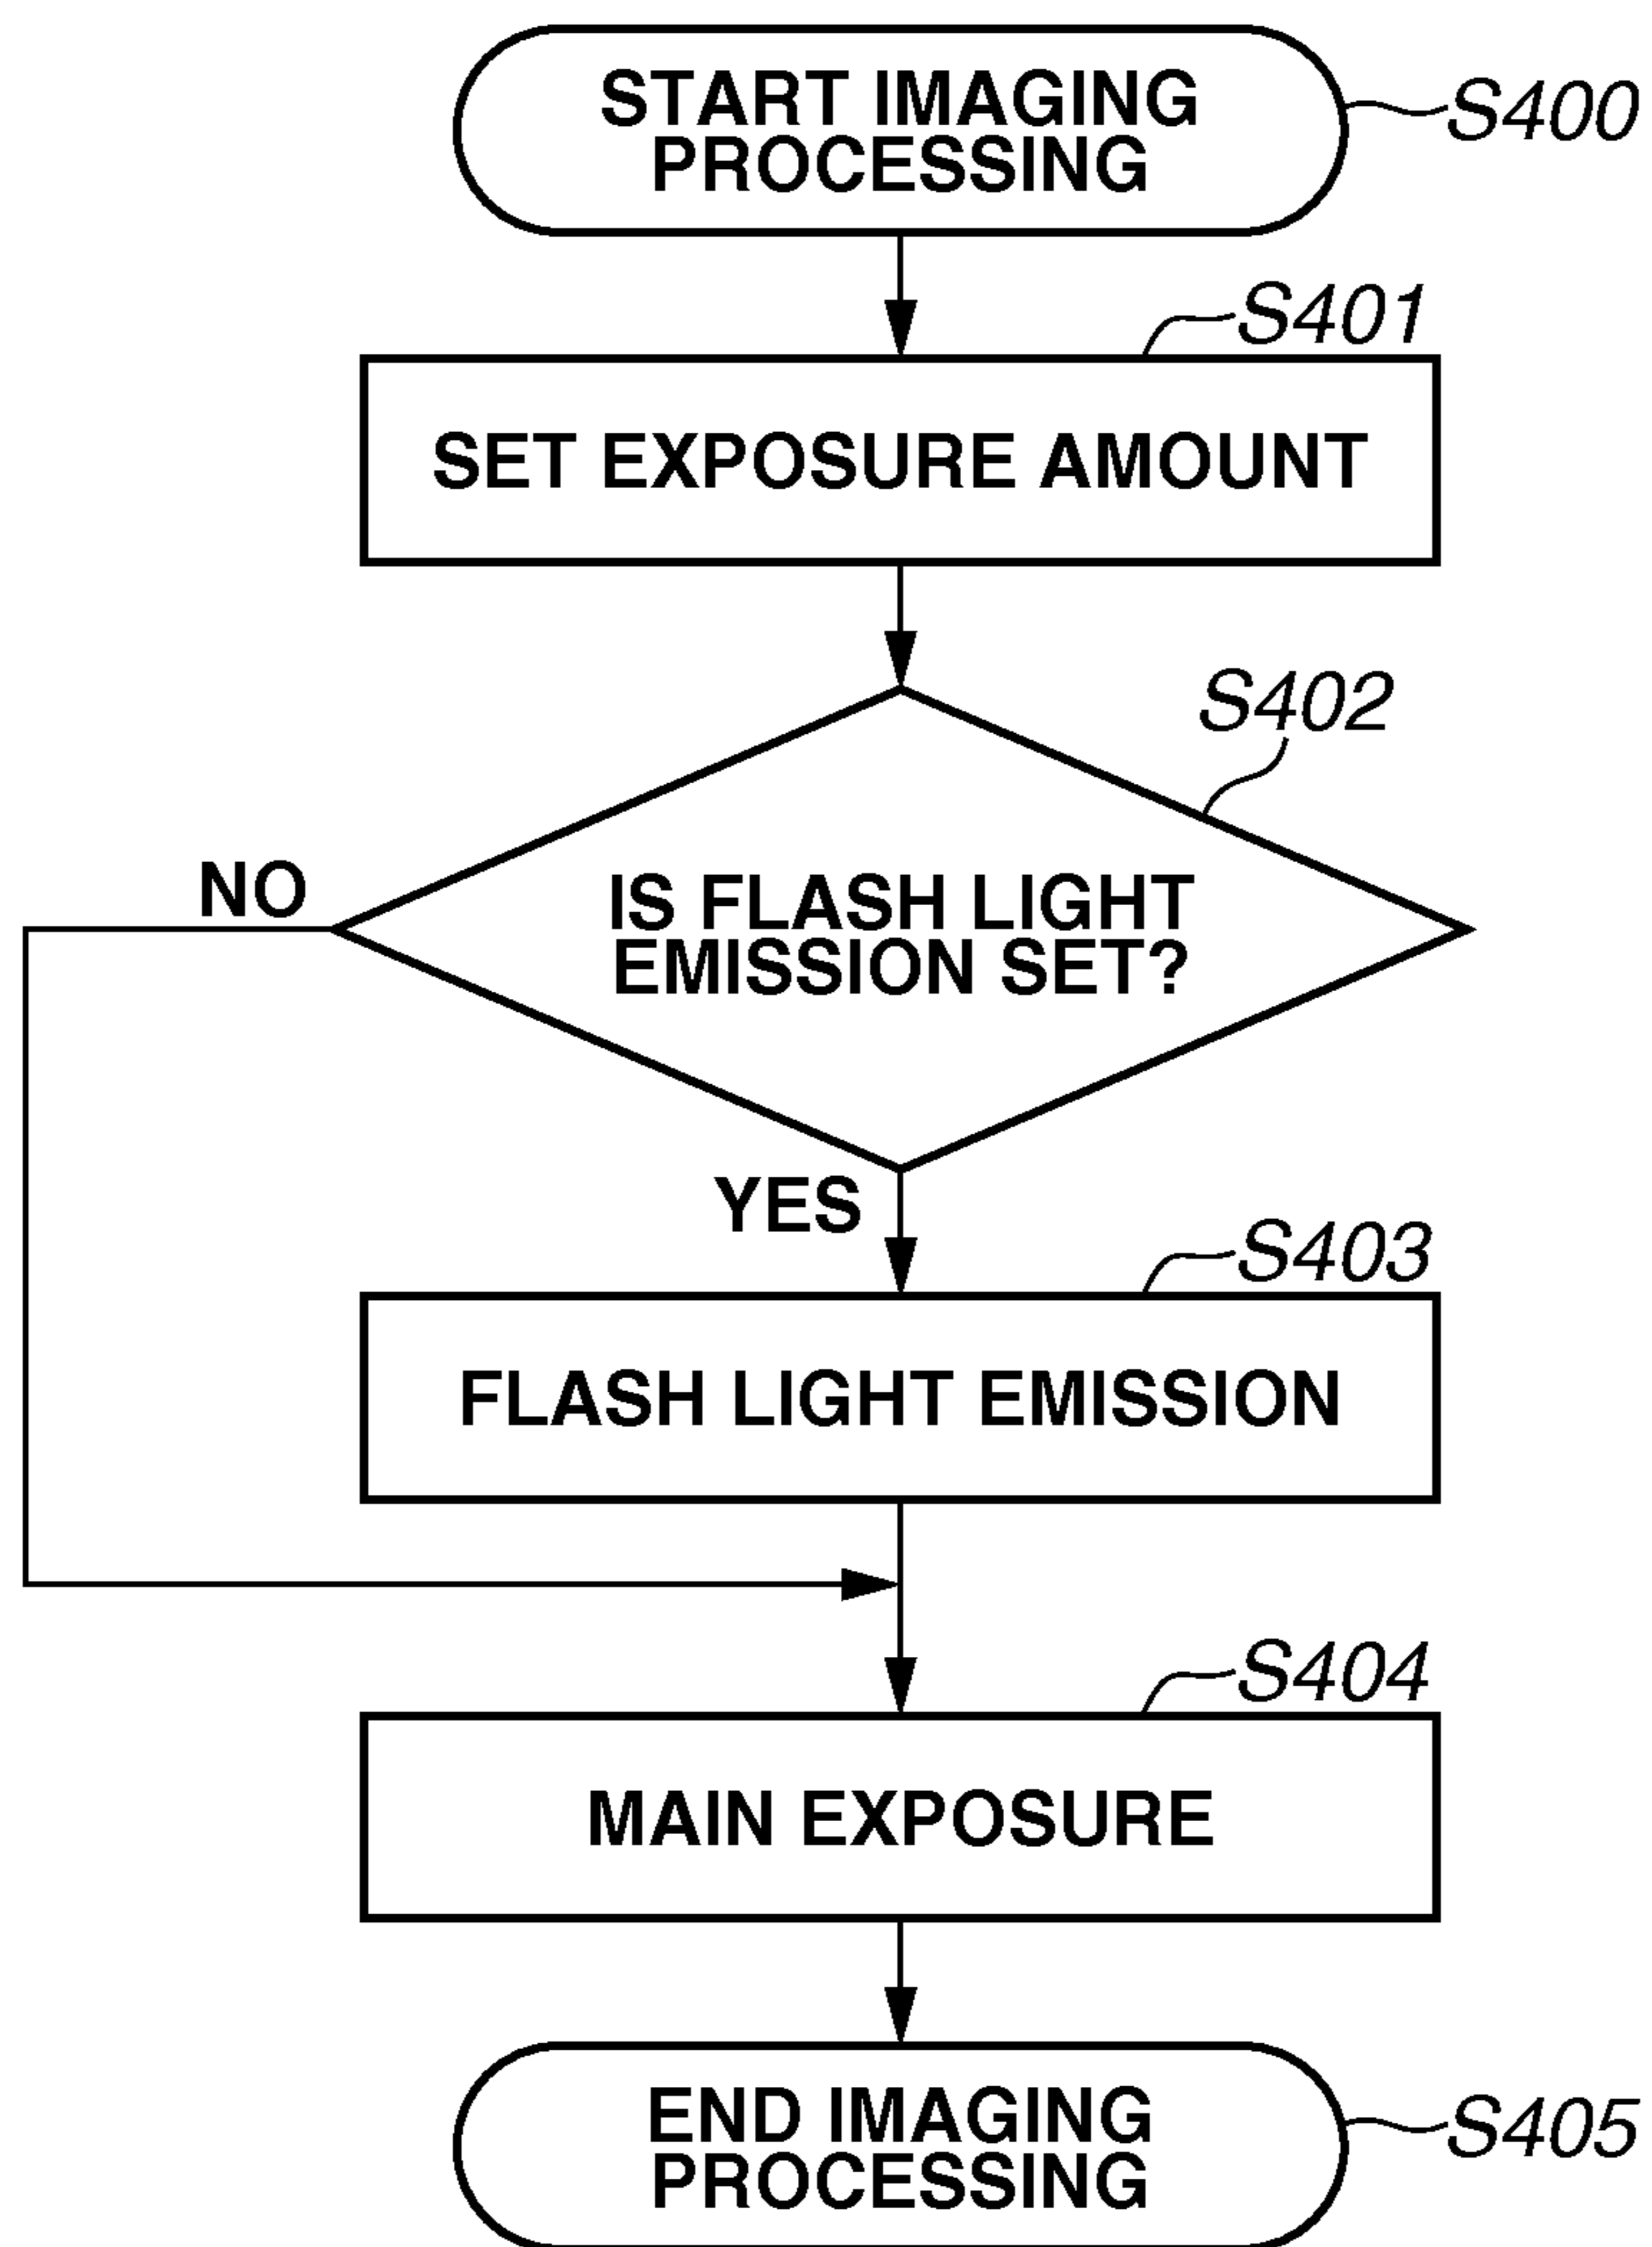 START IMAGING
PROCESSING
S400
S401
SET EXPOSURE AMOUNT
S402
NO
IS FLASH LIGHT
EMISSION SET?
YES
S403
FLASH LIGHT EMISSION
S404
MAIN EXPOSURE
END IMAGING
PROCESSING
S405